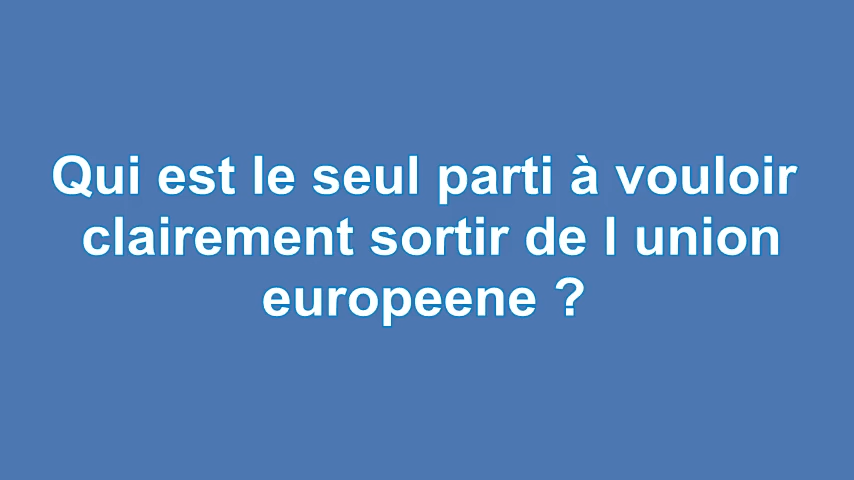 Qui est le seul parti à vouloir
clairement sortir de l union
europeene ?